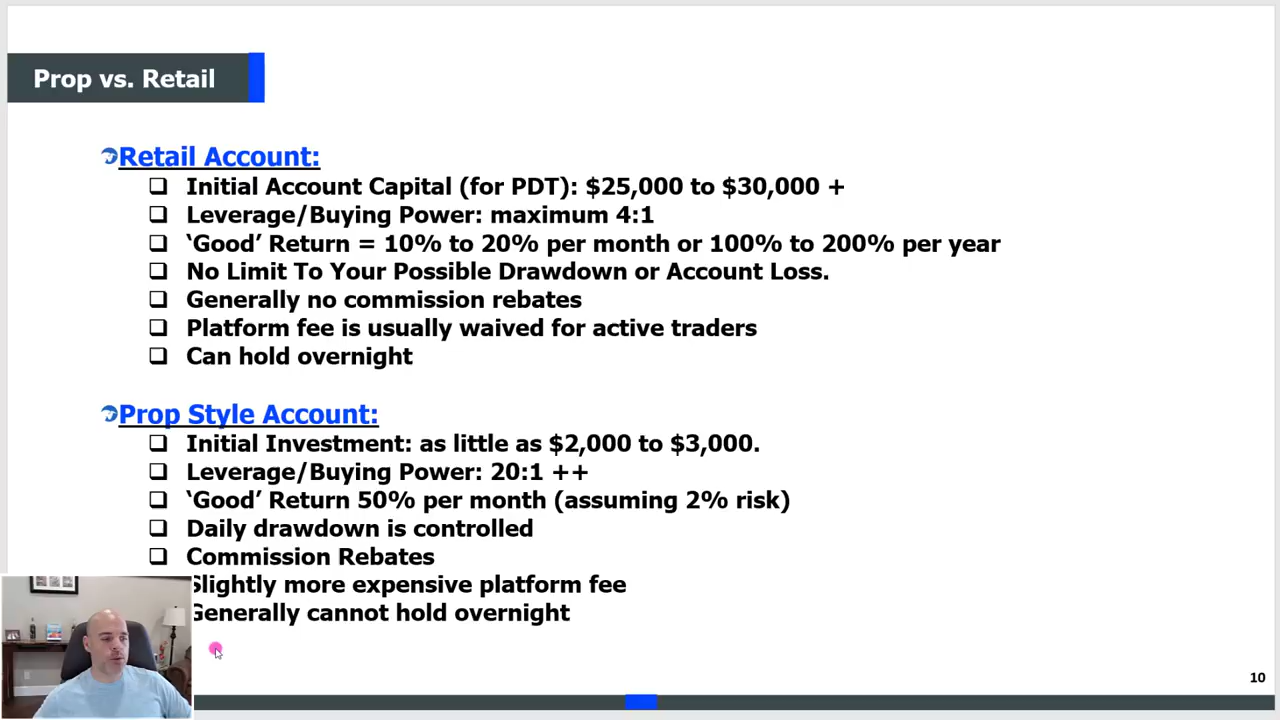 Prop vs. Retail
Retail Account:
Initial Account Capital (for PDT): $25,000 to $30,000 +
Leverage/Buying Power: maximum 4:1
‘Good’ Return = 10% to 20% per month or 100% to 200% per year
No Limit To Your Possible Drawdown or Account Loss.
Generally no commission rebates
Platform fee is usually waived for active traders
Can hold overnight
Prop Style Account:
Initial Investment: as little as $2,000 to $3,000.
Leverage/Buying Power: 20:1 ++
‘Good’ Return 50% per month (assuming 2% risk)
Daily drawdown is controlled
Commission Rebates
Slightly more expensive platform fee
Generally cannot hold overnight
10